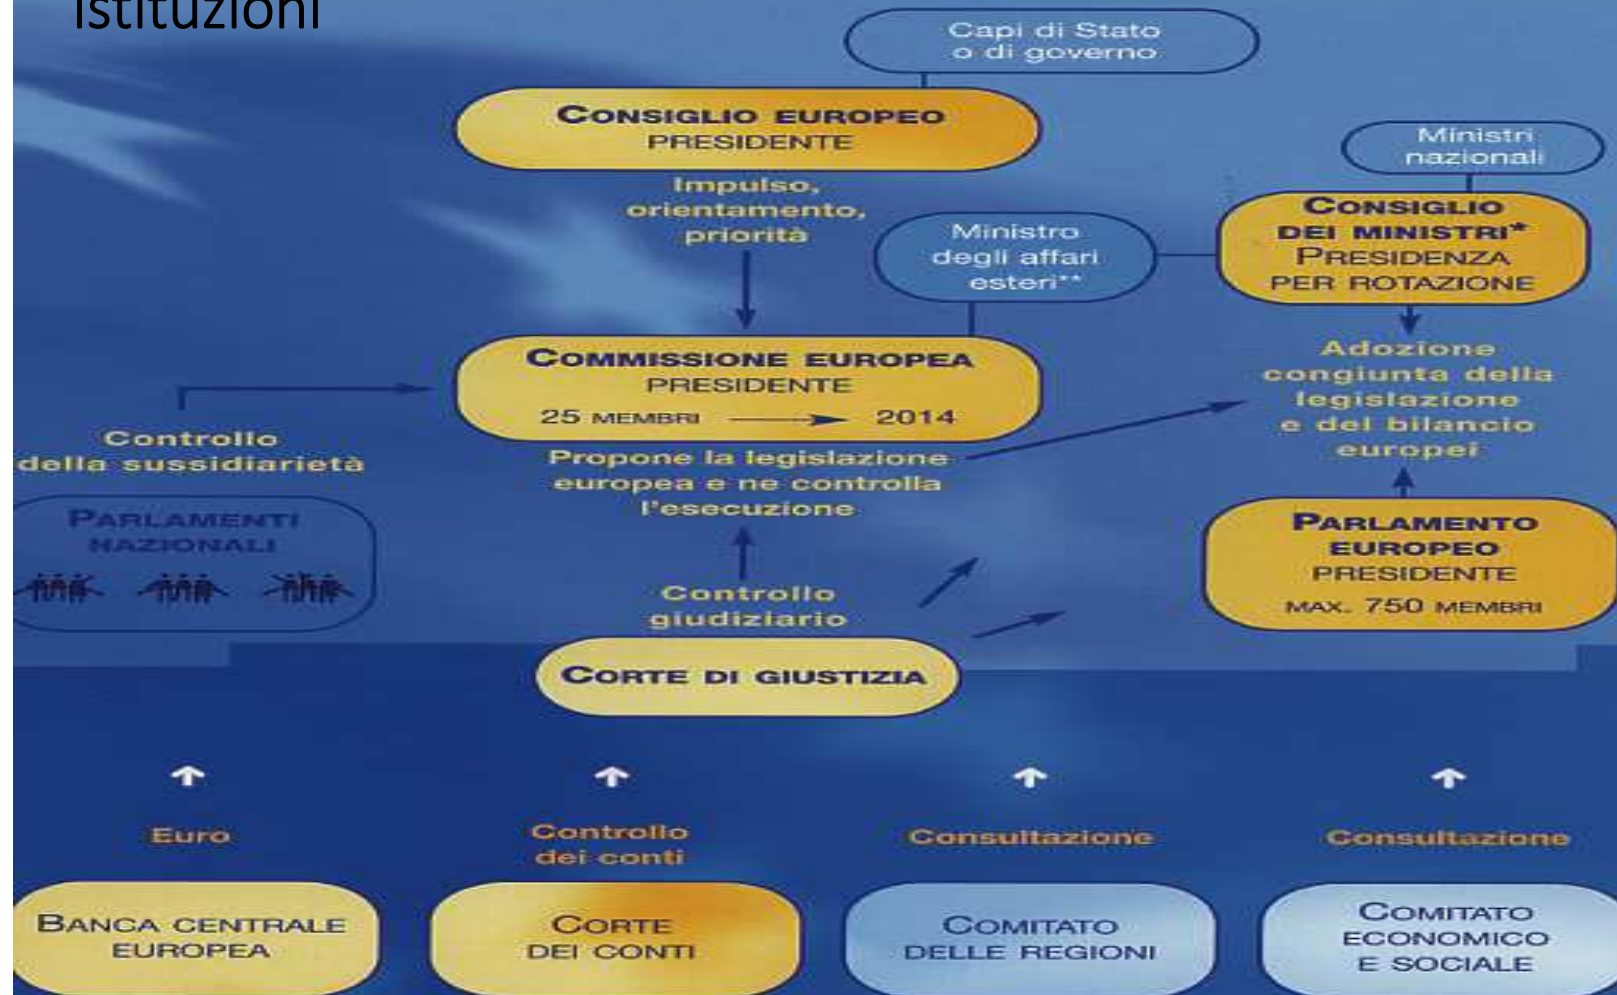 istituzioni
Capi di Stato
o di governo
CONSIGLIO EUROPEO
PRESIDENTE
Ministri
nazionali
Impulso,
orientamento,
priorità
CONSIGLIO
DEI MINISTRI*
PRESIDENZA
PER ROTAZIONE
Ministro
degli affari
esteri**
COMMISSIONE EUROPEA
PRESIDENTE
25 MEMBRI 2014
Adozione
congiunta della
legislazione
e del bilancio
europei
Controllo
della sussidiarietà
Propone la legislazione
europea e ne controlla
l'esecuzione
PARLAMENTI
NAZIONALI
PARLAMENTO
EUROPEO
PRESIDENTE
MAX. 750 MEMBRI
Controllo
giudiziario
CORTE DI GIUSTIZIA
Euro
Controllo
dei conti
Consultazione
Consultazione
BANCA CENTRALE
EUROPEA
CORTE
DEI CONTI
COMITATO
DELLE REGIONI
COMITATO
ECONOMICO
E SOCIALE